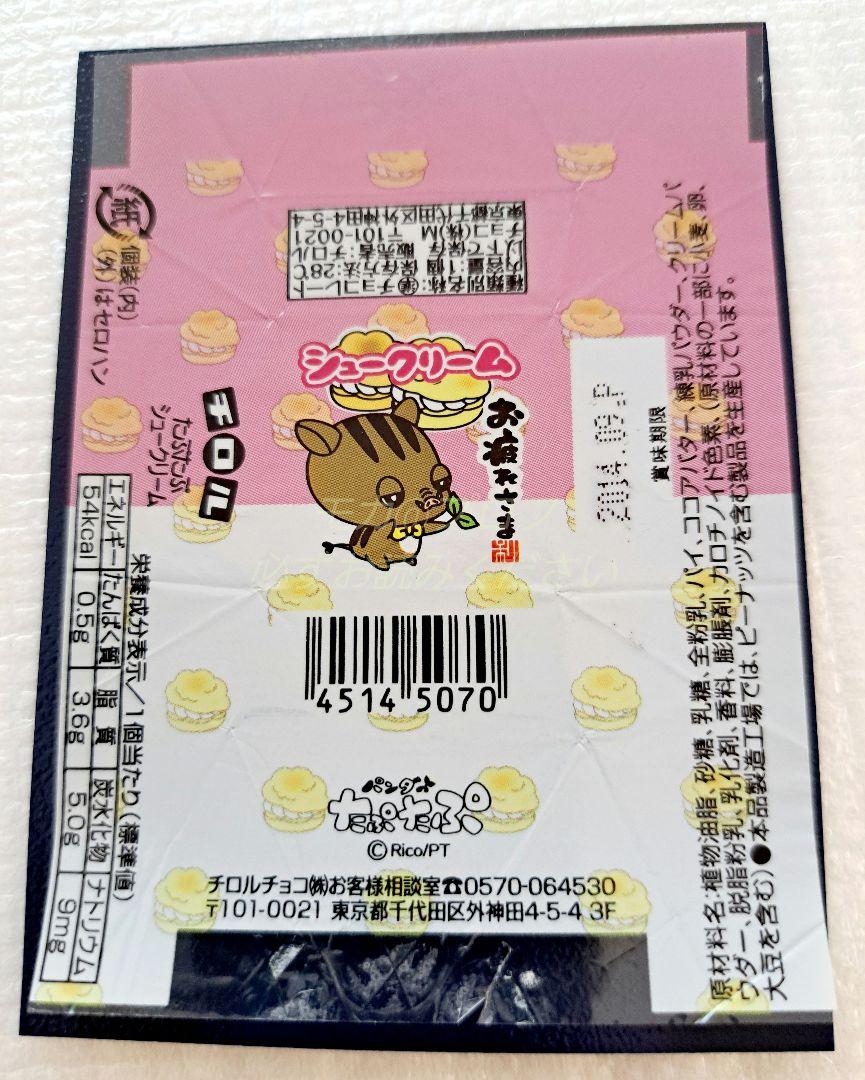 紙
個装(内)
(外)はセロハン
種類別名称:準チョコレート
内容量:1個 保存方法:28℃
以下で保存 販売者:チロル
チョコ(株)M 〒101-0021
東京都千代田区外神田4-5-4
シュークリーム
お疲れさま
チロル
たぷたぷ
シュークリーム
賞味期限
2014.09
栄養成分表示/1個当たり(標準値)
エネルギー たんぱく質 脂質 炭水化物 ナトリウム
54kcal 0.5g 3.6g 5.0g 9mg
必ずお読みください
4514 5070
たぷたぷ
©Rico/PT
チロルチョコ㈱お客様相談室☎0570-064530
〒101-0021 東京都千代田区外神田4-5-4 3F
原材料名:植物油脂、砂糖、乳糖、全粉乳、パイ、ココアバター、練乳パウダー、クリームパ
ウダー、脱脂粉乳、乳化剤、香料、膨脹剤、カロチノイド色素、(原材料の一部に小麦、卵、
大豆を含む)●本品製造工場では、ピーナッツを含む製品を生産しています。